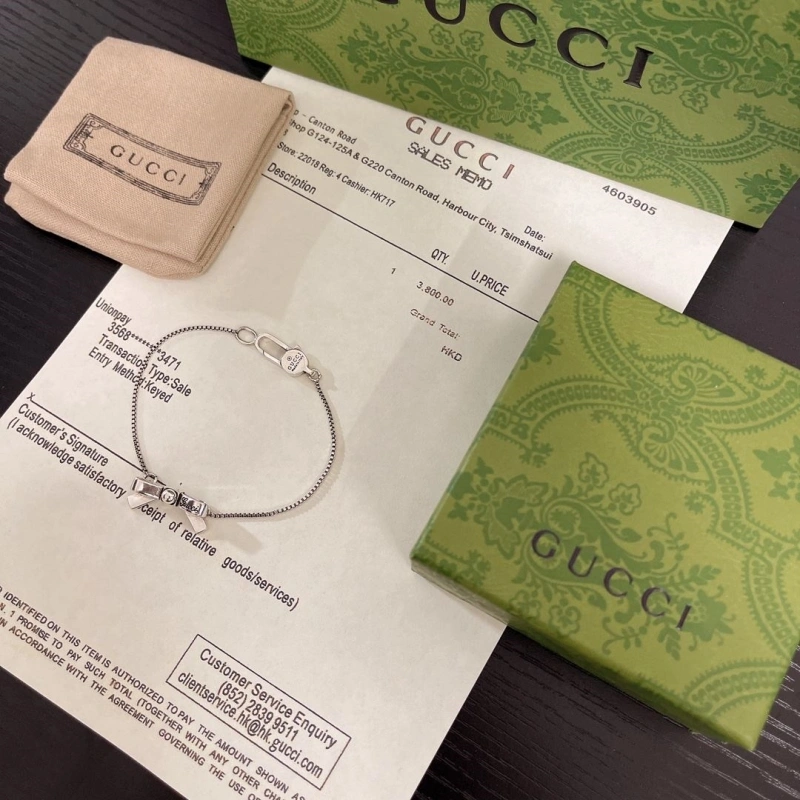 GUCCI
GUCCI
GUCCI
SALES MEMO
4603905
p - Canton Road
hop G124-125A & G220 Canton Road, Harbour City, Tsimshatsui
Store: 22018 Reg: 4 Cashier: HK717
Date:
Description
QTY.
U.PRICE
1
3,800.00
Grand Total:
HKD
Unionpay
3568*******3471
Transaction Type:Sale
Entry Method:Keyed
X
Customer's Signature
(I acknowledge satisfactory
ceipt of relative goods/services)
GUCCI
GUCCI
D IDENTIFIED ON THIS ITEM IS AUTHORIZED TO PAY THE AMOUNT SHOWN AS
N. 1 PROMISE TO PAY SUCH TOTAL (TOGETHER WITH ANY OTHER
IN ACCORDANCE WITH THE AGREEMENT GOVERNING THE USE OF
Customer Service Enquiry
(852) 2839 9511
clientservice.hk@hk.gucci.com